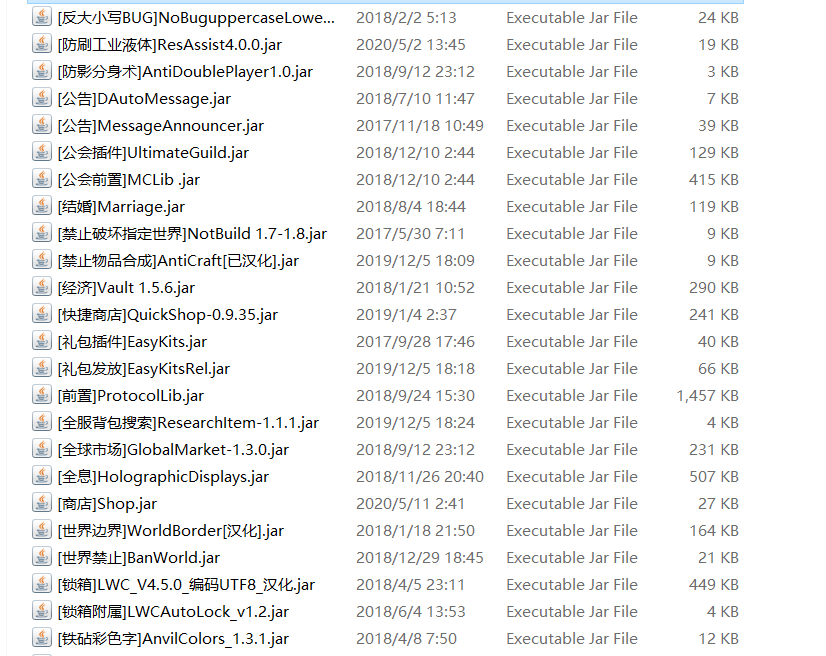 [反大小写BUG]NoBuguppercaseLowe... 2018/2/2 5:13 Executable Jar File 24 KB
[防刷工业液体]ResAssist4.0.0.jar 2020/5/2 13:45 Executable Jar File 19 KB
[防影分身术]AntiDoublePlayer1.0.jar 2018/9/12 23:12 Executable Jar File 3 KB
[公告]DAutoMessage.jar 2018/7/10 11:47 Executable Jar File 7 KB
[公告]MessageAnnouncer.jar 2017/11/18 10:49 Executable Jar File 39 KB
[公会插件]UltimateGuild.jar 2018/12/10 2:44 Executable Jar File 129 KB
[公会前置]MCLib .jar 2018/12/10 2:44 Executable Jar File 415 KB
[结婚]Marriage.jar 2018/8/4 18:44 Executable Jar File 119 KB
[禁止破坏指定世界]NotBuild 1.7-1.8.jar 2017/5/30 7:11 Executable Jar File 9 KB
[禁止物品合成]AntiCraft[已汉化].jar 2019/12/5 18:09 Executable Jar File 9 KB
[经济]Vault 1.5.6.jar 2018/1/21 10:52 Executable Jar File 290 KB
[快捷商店]QuickShop-0.9.35.jar 2019/1/4 2:37 Executable Jar File 241 KB
[礼包插件]EasyKits.jar 2017/9/28 17:46 Executable Jar File 40 KB
[礼包发放]EasyKitsRel.jar 2019/12/5 18:18 Executable Jar File 66 KB
[前置]ProtocolLib.jar 2018/9/24 15:30 Executable Jar File 1,457 KB
[全服背包搜索]ResearchItem-1.1.1.jar 2019/12/5 18:24 Executable Jar File 4 KB
[全球市场]GlobalMarket-1.3.0.jar 2018/9/12 23:12 Executable Jar File 231 KB
[全息]HolographicDisplays.jar 2018/11/26 20:40 Executable Jar File 507 KB
[商店]Shop.jar 2020/5/11 2:41 Executable Jar File 27 KB
[世界边界]WorldBorder[汉化].jar 2018/1/18 21:50 Executable Jar File 164 KB
[世界禁止]BanWorld.jar 2018/12/29 18:45 Executable Jar File 21 KB
[锁箱]LWC_V4.5.0_编码UTF8_汉化.jar 2018/4/5 23:11 Executable Jar File 449 KB
[锁箱附属]LWCAutoLock_v1.2.jar 2018/6/4 13:53 Executable Jar File 4 KB
[铁砧彩色字]AnvilColors_1.3.1.jar 2018/4/8 7:50 Executable Jar File 12 KB